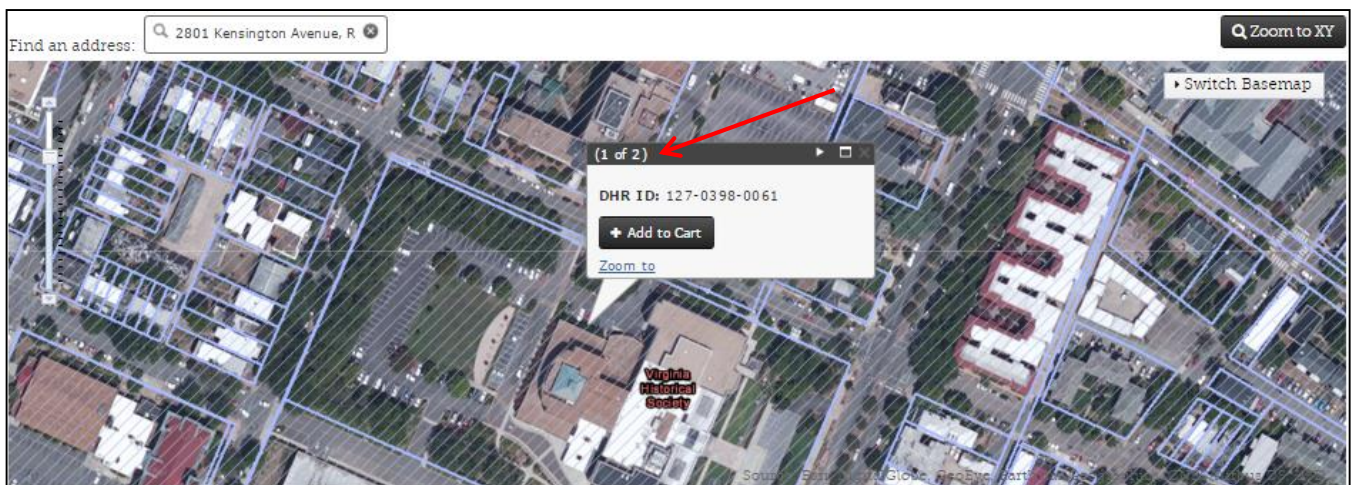 Find an address:
2801 Kensington Avenue, R
Zoom to XY
Switch Basemap
(1 of 2)
DHR ID: 127-0398-0061
+ Add to Cart
Zoom to
Virginia
Historical
Society
GeoEye,